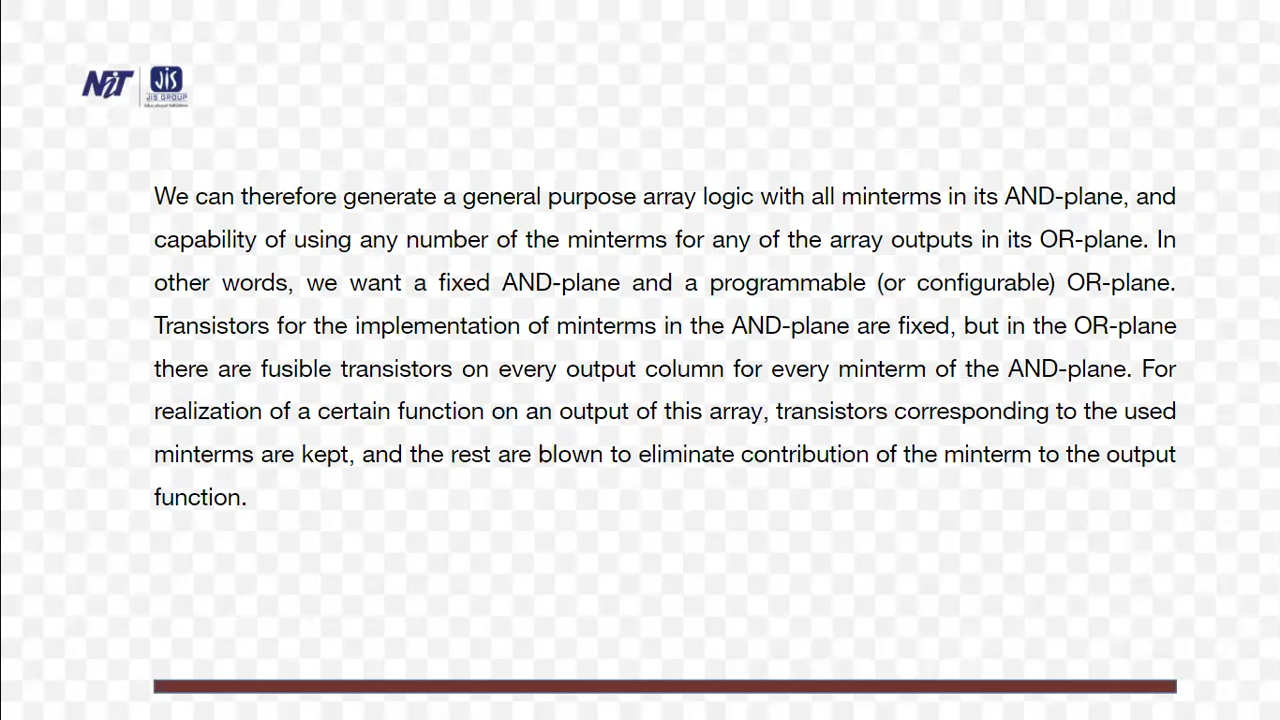 NiT
JIS
JIS GROUP
Educational Initiatives
We can therefore generate a general purpose array logic with all minterms in its AND-plane, and
capability of using any number of the minterms for any of the array outputs in its OR-plane. In
other words, we want a fixed AND-plane and a programmable (or configurable) OR-plane.
Transistors for the implementation of minterms in the AND-plane are fixed, but in the OR-plane
there are fusible transistors on every output column for every minterm of the AND-plane. For
realization of a certain function on an output of this array, transistors corresponding to the used
minterms are kept, and the rest are blown to eliminate contribution of the minterm to the output
function.